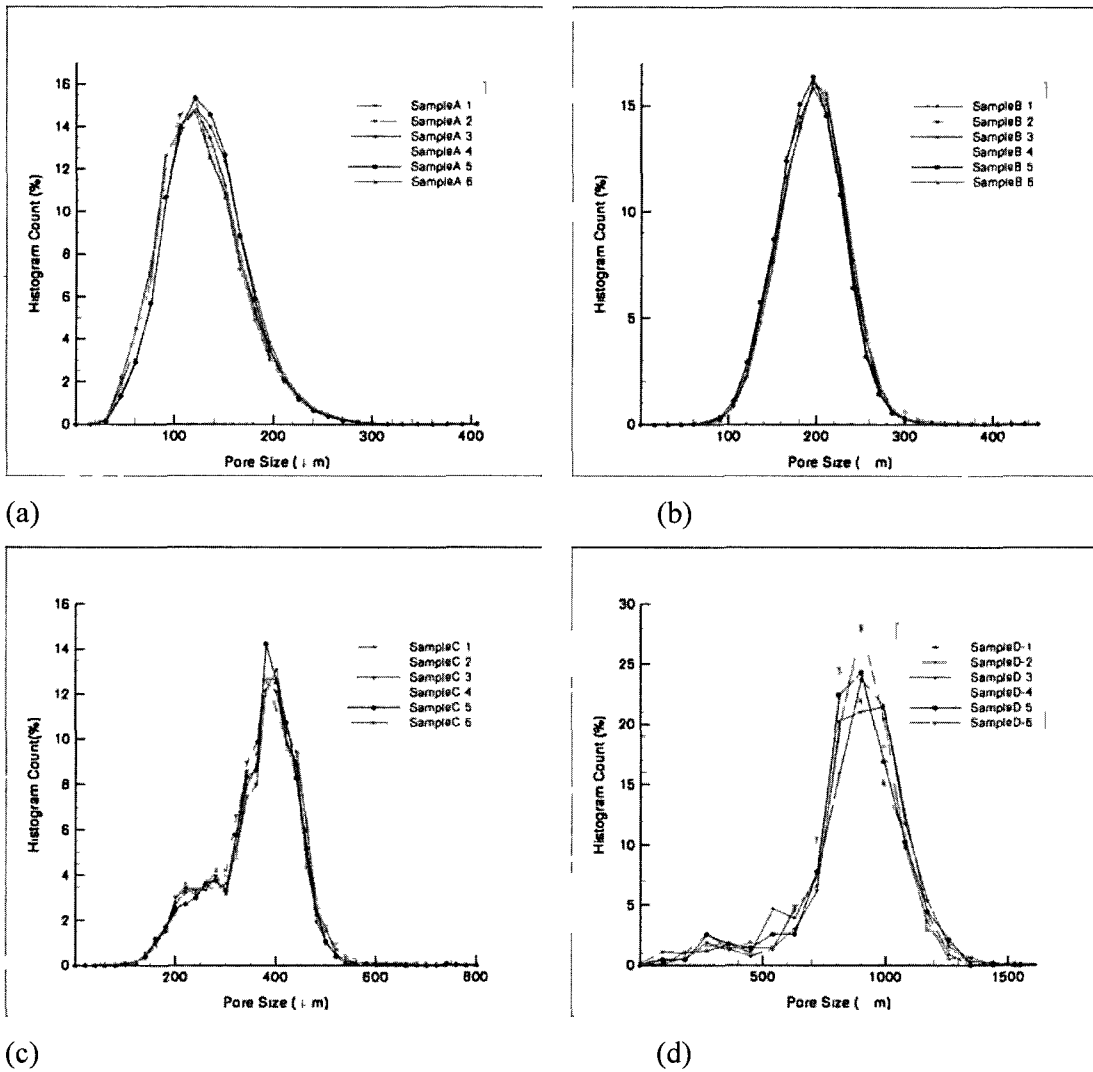 16
14
12
10
8
6
4
2
0
Histogram Count (%)
100
200
300
400
Pore Size ( m)
SampleA 1
SampleA 2
SampleA 3
SampleA 4
SampleA 5
SampleA 6
(a)
15
10
5
0
Histogram Count (%)
100
200
300
400
Pore Size ( m)
SampleB 1
SampleB 2
SampleB 3
SampleB 4
SampleB 5
SampleB 6
(b)
16
14
12
10
8
6
4
2
0
Histogram Count(%)
200
400
600
800
Pore Size ( m)
SampleC 1
SampleC 2
SampleC 3
SampleC 4
SampleC 5
SampleC 6
(c)
30
25
20
15
10
5
0
Histogram Count (%)
500
1000
1500
Pore Size ( m)
SampleD-1
SampleD-2
SampleD 3
SampleD-4
SampleD 5
SampleD-6
(d)